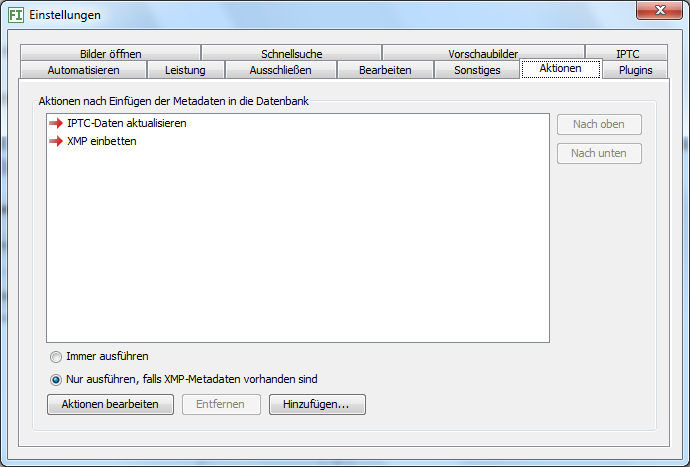 FI Einstellungen
Bilder öffnen Schnellsuche Vorschaubilder IPTC
Automatisieren Leistung Ausschließen Bearbeiten Sonstiges Aktionen Plugins
Aktionen nach Einfügen der Metadaten in die Datenbank
IPTC-Daten aktualisieren Nach oben
XMP einbetten
Nach unten
Immer ausführen
Nur ausführen, falls XMP-Metadaten vorhanden sind
Aktionen bearbeiten Entfernen Hinzufügen...